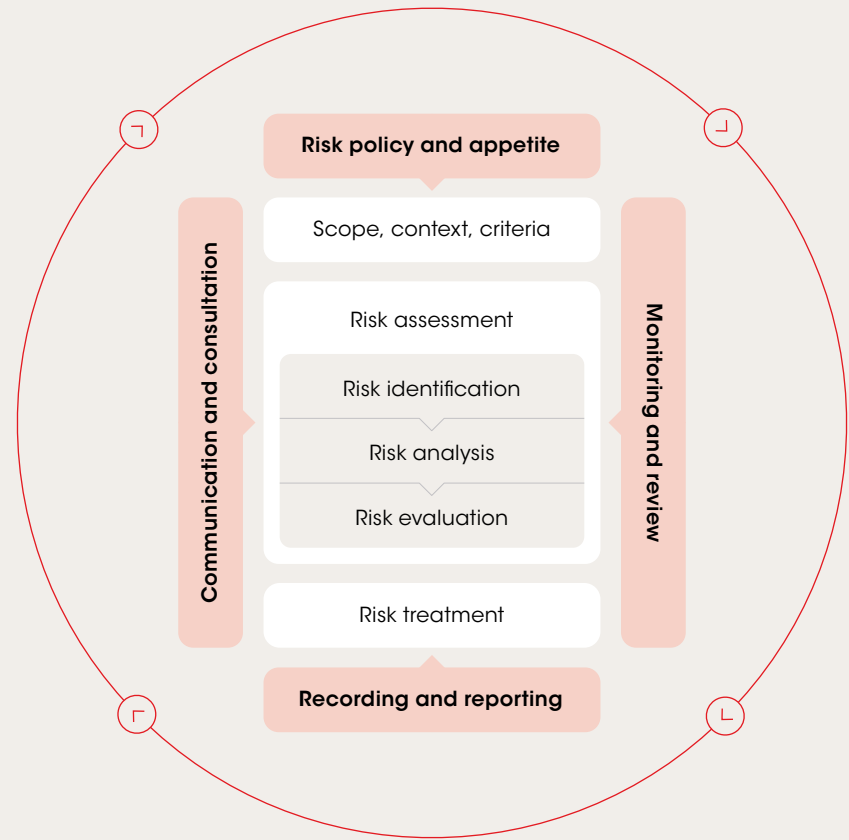 Risk policy and appetite
Communication and consultation
Scope, context, criteria
Risk assessment
Risk identification
Risk analysis
Risk evaluation
Risk treatment
Monitoring and review
Recording and reporting